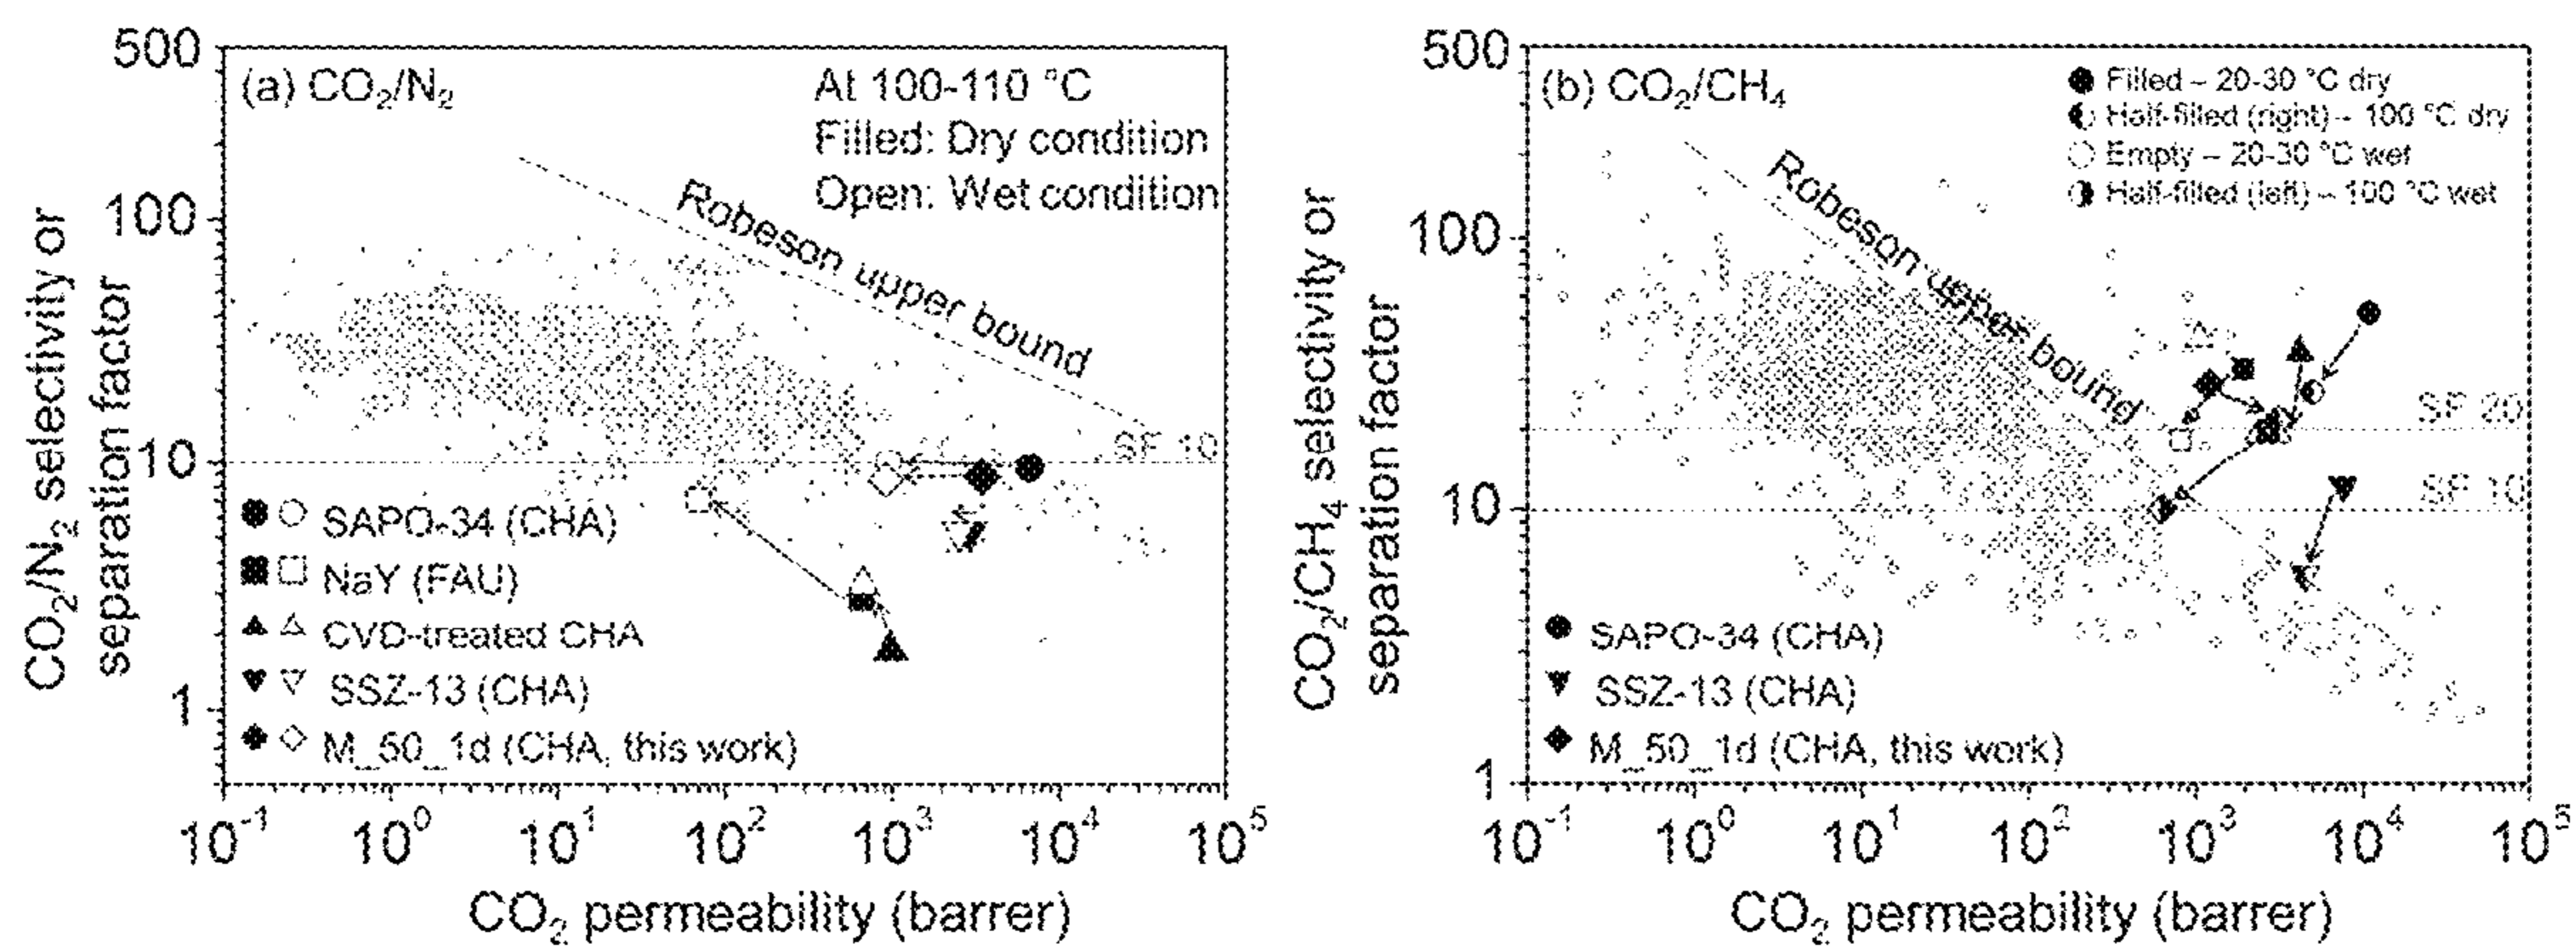 (a) CO₂/N₂
At 100-110 °C
Filled: Dry condition
Open: Wet condition
Robeson upper bound
SF 10
SAPO-34 (CHA)
NaY (FAU)
CVD-treated CHA
SSZ-13 (CHA)
M_50_1d (CHA, this work)
500
100
10
1
CO₂/N₂ selectivity or
separation factor
10⁻¹ 10⁰ 10¹ 10² 10³ 10⁴ 10⁵
CO₂ permeability (barrer)
(b) CO₂/CH₄
Filled – 20-30 °C dry
Half-filled (right) – 100 °C dry
Empty – 20-30 °C wet
Half-filled (left) – 100 °C wet
Robeson upper bound
SF 20
SF 10
SAPO-34 (CHA)
SSZ-13 (CHA)
M_50_1d (CHA, this work)
500
100
10
1
CO₂/CH₄ selectivity or
separation factor
10⁻¹ 10⁰ 10¹ 10² 10³ 10⁴ 10⁵
CO₂ permeability (barrer)